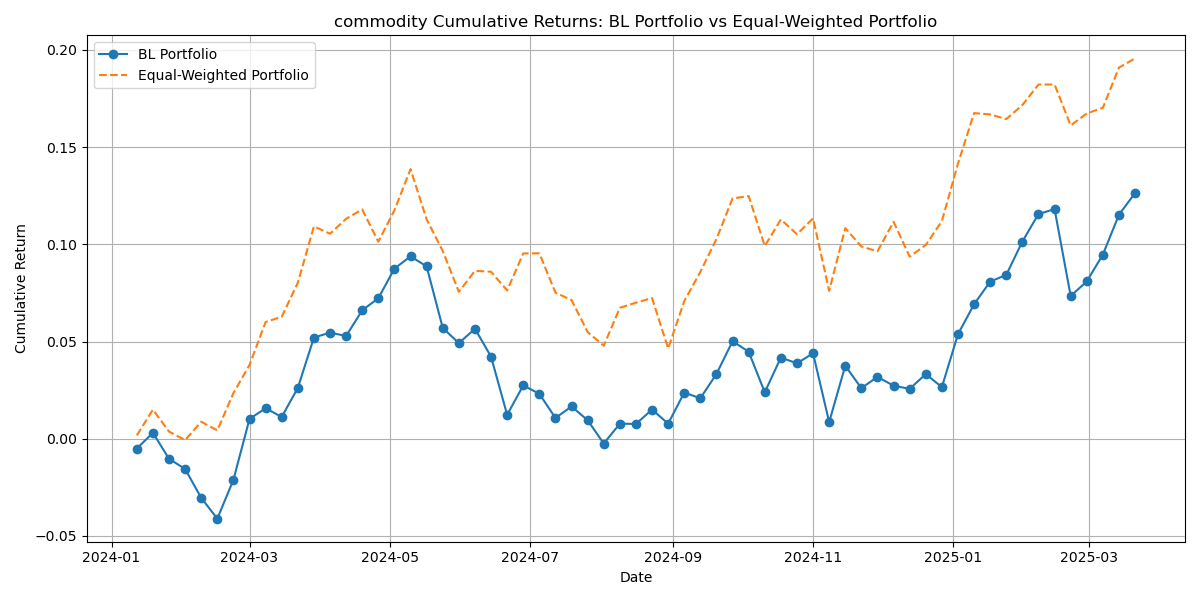 commodity Cumulative Returns: BL Portfolio vs Equal-Weighted Portfolio
BL Portfolio
Equal-Weighted Portfolio
0.20
0.15
0.10
0.05
0.00
−0.05
Cumulative Return
2024-01
2024-03
2024-05
2024-07
2024-09
2024-11
2025-01
2025-03
Date